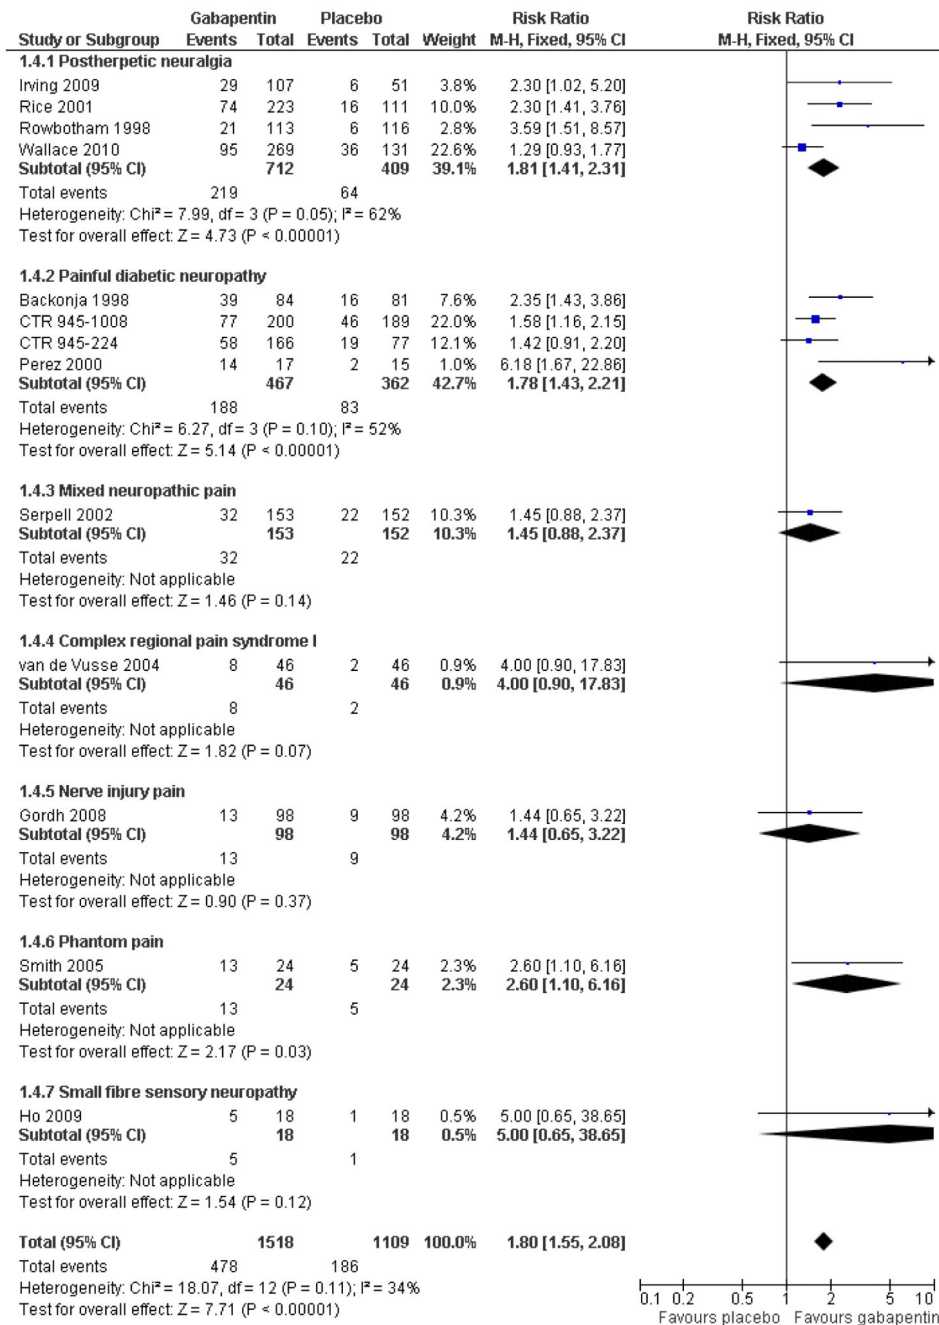 Gabapentin Placebo Risk Ratio Risk Ratio
Study or Subgroup Events Total Events Total Weight M-H, Fixed, 95% CI M-H, Fixed, 95% CI
1.4.1 Postherpetic neuralgia
Irving 2009 29 107 6 51 3.8% 2.30 [1.02, 5.20]
Rice 2001 74 223 16 111 10.0% 2.30 [1.41, 3.76]
Rowbotham 1998 21 113 6 116 2.8% 3.59 [1.51, 8.57]
Wallace 2010 95 269 36 131 22.6% 1.29 [0.93, 1.77]
Subtotal (95% CI) 712 409 39.1% 1.81 [1.41, 2.31]
Total events 219 64
Heterogeneity: Chi² = 7.99, df = 3 (P = 0.05); I² = 62%
Test for overall effect: Z = 4.73 (P < 0.00001)
1.4.2 Painful diabetic neuropathy
Backonja 1998 39 84 16 81 7.6% 2.35 [1.43, 3.86]
CTR 945-1008 77 200 46 189 22.0% 1.58 [1.16, 2.15]
CTR 945-224 58 166 19 77 12.1% 1.42 [0.91, 2.20]
Perez 2000 14 17 2 15 1.0% 6.18 [1.67, 22.86]
Subtotal (95% CI) 467 362 42.7% 1.78 [1.43, 2.21]
Total events 188 83
Heterogeneity: Chi² = 6.27, df = 3 (P = 0.10); I² = 52%
Test for overall effect: Z = 5.14 (P < 0.00001)
1.4.3 Mixed neuropathic pain
Serpell 2002 32 153 22 152 10.3% 1.45 [0.88, 2.37]
Subtotal (95% CI) 153 152 10.3% 1.45 [0.88, 2.37]
Total events 32 22
Heterogeneity: Not applicable
Test for overall effect: Z = 1.46 (P = 0.14)
1.4.4 Complex regional pain syndrome I
van de Vusse 2004 8 46 2 46 0.9% 4.00 [0.90, 17.83]
Subtotal (95% CI) 46 46 0.9% 4.00 [0.90, 17.83]
Total events 8 2
Heterogeneity: Not applicable
Test for overall effect: Z = 1.82 (P = 0.07)
1.4.5 Nerve injury pain
Gordh 2008 13 98 9 98 4.2% 1.44 [0.65, 3.22]
Subtotal (95% CI) 98 98 4.2% 1.44 [0.65, 3.22]
Total events 13 9
Heterogeneity: Not applicable
Test for overall effect: Z = 0.90 (P = 0.37)
1.4.6 Phantom pain
Smith 2005 13 24 5 24 2.3% 2.60 [1.10, 6.16]
Subtotal (95% CI) 24 24 2.3% 2.60 [1.10, 6.16]
Total events 13 5
Heterogeneity: Not applicable
Test for overall effect: Z = 2.17 (P = 0.03)
1.4.7 Small fibre sensory neuropathy
Ho 2009 5 18 1 18 0.5% 5.00 [0.65, 38.65]
Subtotal (95% CI) 18 18 0.5% 5.00 [0.65, 38.65]
Total events 5 1
Heterogeneity: Not applicable
Test for overall effect: Z = 1.54 (P = 0.12)
Total (95% CI) 1518 1109 100.0% 1.80 [1.55, 2.08]
Total events 478 186
Heterogeneity: Chi² = 18.07, df = 12 (P = 0.11); I² = 34%
Test for overall effect: Z = 7.71 (P < 0.00001)
0.1 0.2 0.5 1 2 5 10
Favours placebo Favours gabapentin